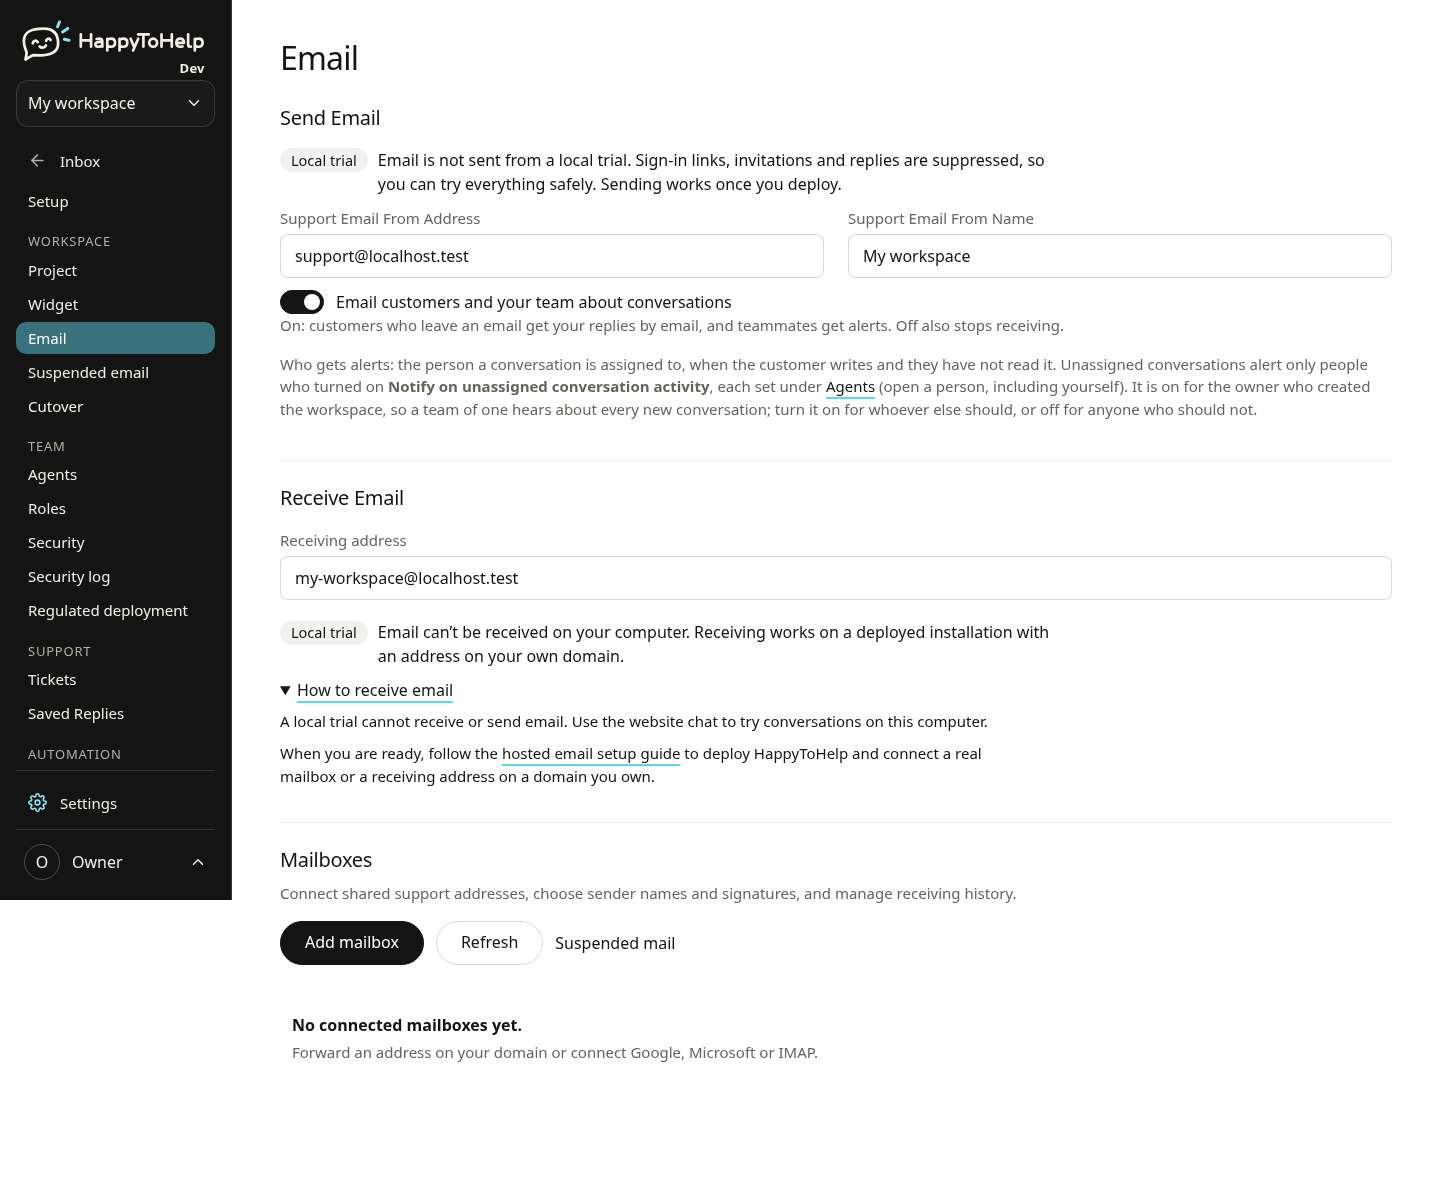 HappyToHelp
Dev
My workspace
Inbox
Setup
WORKSPACE
Project
Widget
Email
Suspended email
Cutover
TEAM
Agents
Roles
Security
Security log
Regulated deployment
SUPPORT
Tickets
Saved Replies
AUTOMATION
Settings
O
Owner
Email
Send Email
Local trial
Email is not sent from a local trial. Sign-in links, invitations and replies are suppressed, so
you can try everything safely. Sending works once you deploy.
Support Email From Address
Support Email From Name
support@localhost.test
My workspace
Email customers and your team about conversations
On: customers who leave an email get your replies by email, and teammates get alerts. Off also stops receiving.
Who gets alerts: the person a conversation is assigned to, when the customer writes and they have not read it. Unassigned conversations alert only people
who turned on Notify on unassigned conversation activity, each set under Agents (open a person, including yourself). It is on for the owner who created
the workspace, so a team of one hears about every new conversation; turn it on for whoever else should, or off for anyone who should not.
Receive Email
Receiving address
my-workspace@localhost.test
Local trial
Email can’t be received on your computer. Receiving works on a deployed installation with
an address on your own domain.
How to receive email
A local trial cannot receive or send email. Use the website chat to try conversations on this computer.
When you are ready, follow the hosted email setup guide to deploy HappyToHelp and connect a real
mailbox or a receiving address on a domain you own.
Mailboxes
Connect shared support addresses, choose sender names and signatures, and manage receiving history.
Add mailbox
Refresh
Suspended mail
No connected mailboxes yet.
Forward an address on your domain or connect Google, Microsoft or IMAP.